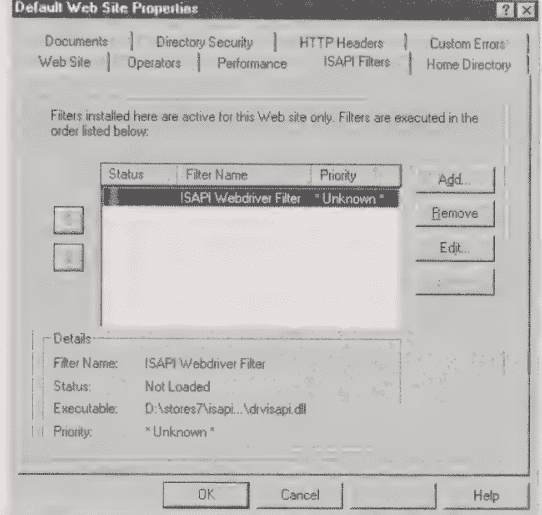 Default Web Site Properties
Documents Directory Security HTTP Headers Custom Errors
Web Site Operators Performance ISAPI Filters Home Directory
Filters installed here are active for this Web site only. Filters are executed in the
order listed below:
Status Filter Name Priority
ISAPI Webdriver Filter * Unknown *
Add...
Remove
Edit...
Details
Filter Name: ISAPI Webdriver Filter
Status: Not Loaded
Executable: D:\stores7\isapi...\drvisapi.dll
Priority: * Unknown *
OK Cancel Help